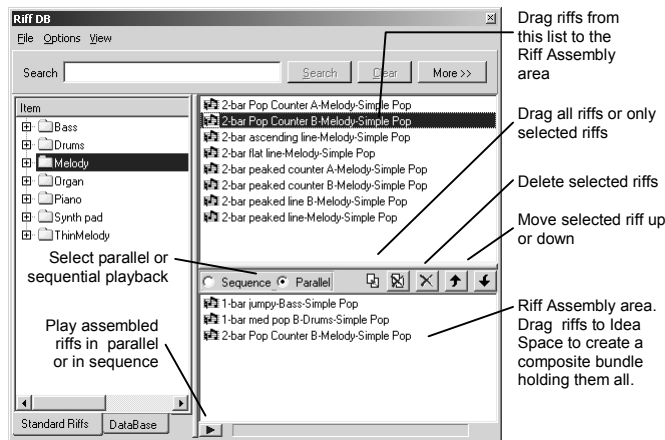 Riff DB
File Options View
Search
Search
Clear
More >>
Item
Bass
Drums
Melody
Organ
Piano
Synth pad
ThinMelody
2-bar Pop Counter A-Melody-Simple Pop
2-bar Pop Counter B-Melody-Simple Pop
2-bar ascending line-Melody-Simple Pop
2-bar flat line-Melody-Simple Pop
2-bar peaked counter A-Melody-Simple Pop
2-bar peaked counter B-Melody-Simple Pop
2-bar peaked line B-Melody-Simple Pop
2-bar peaked line-Melody-Simple Pop
Select parallel or
sequential playback
Sequence Parallel
Play assembled
riffs in parallel
or in sequence
1-bar jumpy-Bass-Simple Pop
1-bar med pop B-Drums-Simple Pop
2-bar Pop Counter B-Melody-Simple Pop
Standard Riffs DataBase
Drag riffs from
this list to the
Riff Assembly
area
Drag all riffs or only
selected riffs
Delete selected riffs
Move selected riff up
or down
Riff Assembly area.
Drag riffs to Idea
Space to create a
composite bundle
holding them all.